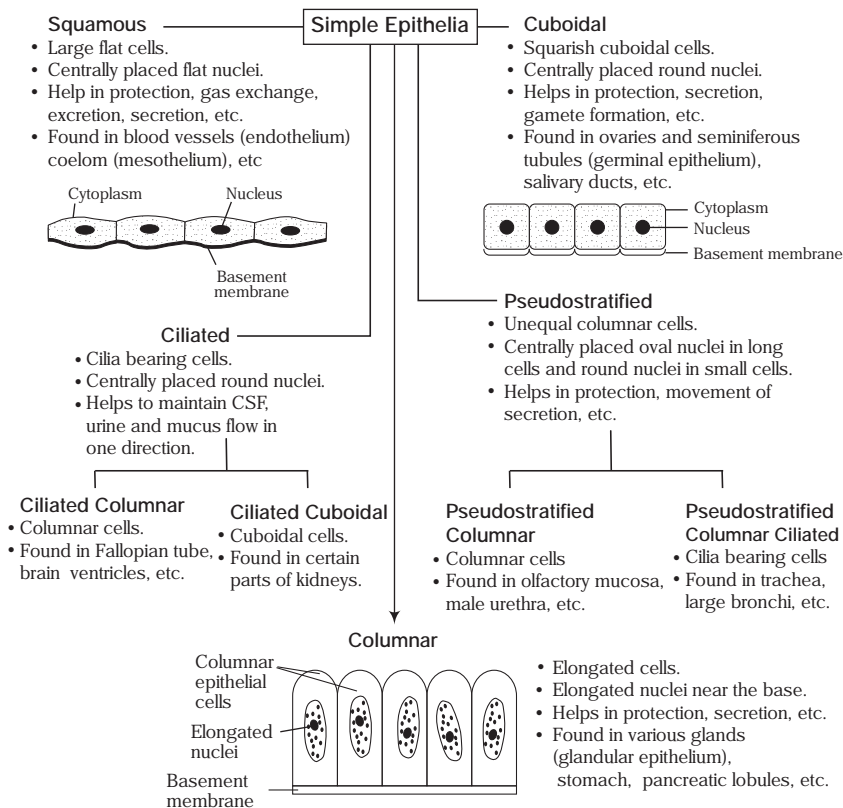 Simple Epithelia
Squamous
• Large flat cells.
• Centrally placed flat nuclei.
• Help in protection, gas exchange,
excretion, secretion, etc.
• Found in blood vessels (endothelium)
coelom (mesothelium), etc
Cytoplasm
Nucleus
Basement
membrane
Cuboidal
• Squarish cuboidal cells.
• Centrally placed round nuclei.
• Helps in protection, secretion,
gamete formation, etc.
• Found in ovaries and seminiferous
tubules (germinal epithelium),
salivary ducts, etc.
Cytoplasm
Nucleus
Basement membrane
Ciliated
• Cilia bearing cells.
• Centrally placed round nuclei.
• Helps to maintain CSF,
urine and mucus flow in
one direction.
Ciliated Columnar
• Columnar cells.
• Found in Fallopian tube,
brain ventricles, etc.
Ciliated Cuboidal
• Cuboidal cells.
• Found in certain
parts of kidneys.
Pseudostratified
• Unequal columnar cells.
• Centrally placed oval nuclei in long
cells and round nuclei in small cells.
• Helps in protection, movement of
secretion, etc.
Pseudostratified
Columnar
• Columnar cells
• Found in olfactory mucosa,
male urethra, etc.
Pseudostratified
Columnar Ciliated
• Cilia bearing cells
• Found in trachea,
large bronchi, etc.
Columnar
Columnar
epithelial
cells
Elongated
nuclei
Basement
membrane
• Elongated cells.
• Elongated nuclei near the base.
• Helps in protection, secretion, etc.
• Found in various glands
(glandular epithelium),
stomach, pancreatic lobules, etc.